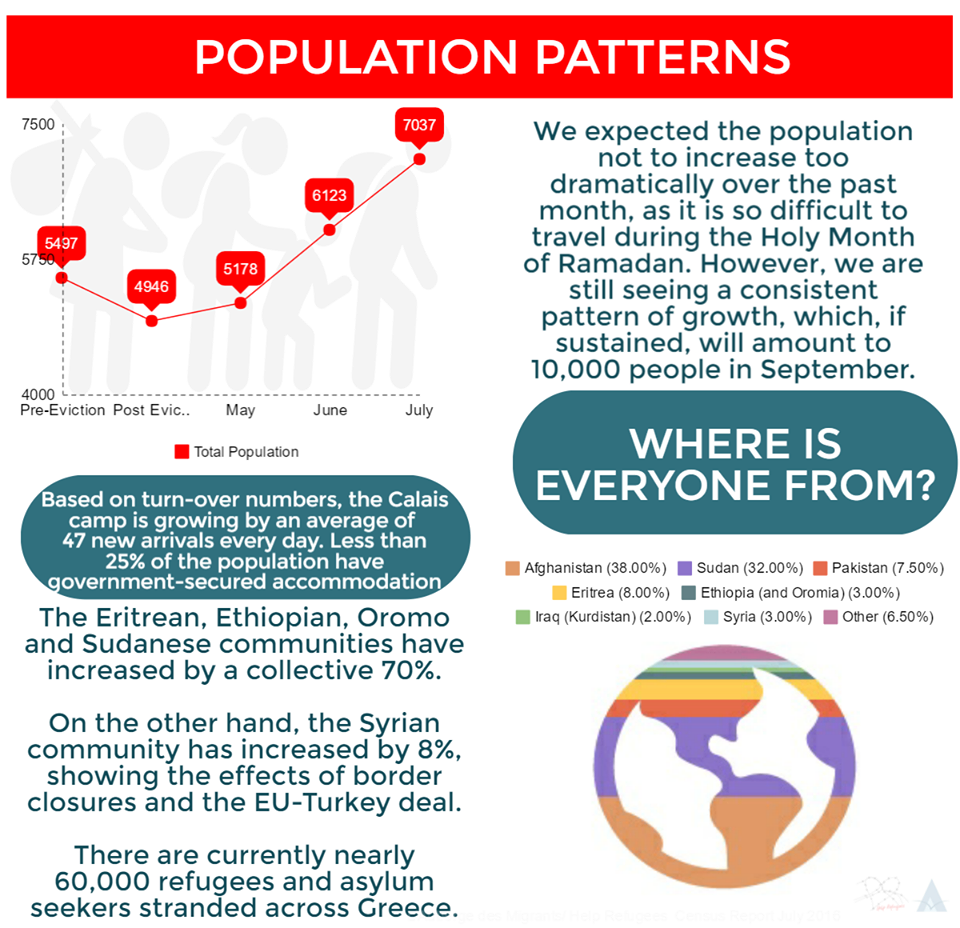 POPULATION PATTERNS
7500
5750
4000
5497
4946
5178
6123
7037
Pre-Eviction
Post Evic..
May
June
July
Total Population
We expected the population
not to increase too
dramatically over the past
month, as it is so difficult to
travel during the Holy Month
of Ramadan. However, we are
still seeing a consistent
pattern of growth, which, if
sustained, will amount to
10,000 people in September.
Based on turn-over numbers, the Calais
camp is growing by an average of
47 new arrivals every day. Less than
25% of the population have
government-secured accommodation
The Eritrean, Ethiopian, Oromo
and Sudanese communities have
increased by a collective 70%.
On the other hand, the Syrian
community has increased by 8%,
showing the effects of border
closures and the EU-Turkey deal.
There are currently nearly
60,000 refugees and asylum
seekers stranded across Greece.
WHERE IS
EVERYONE FROM?
Afghanistan (38.00%) Sudan (32.00%) Pakistan (7.50%)
Eritrea (8.00%) Ethiopia (and Oromia) (3.00%)
Iraq (Kurdistan) (2.00%) Syria (3.00%) Other (6.50%)